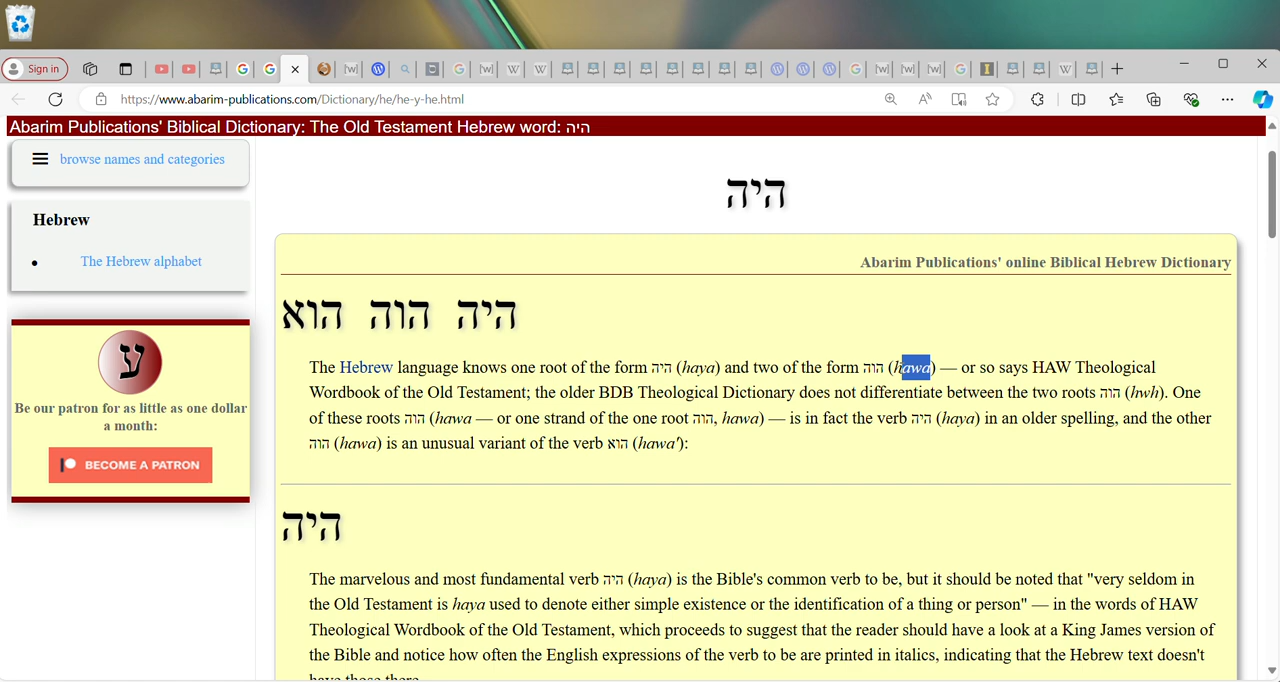 Sign in
https://www.abarim-publications.com/Dictionary/he/he-y-he.html
Abarim Publications' Biblical Dictionary: The Old Testament Hebrew word: היה
browse names and categories
Hebrew
The Hebrew alphabet
ע
Be our patron for as little as one dollar
a month:
BECOME A PATRON
היה
Abarim Publications' online Biblical Hebrew Dictionary
היה הוה הוא
The Hebrew language knows one root of the form היה (haya) and two of the form הוה (hawa) — or so says HAW Theological
Wordbook of the Old Testament; the older BDB Theological Dictionary does not differentiate between the two roots הוה (hwh). One
of these roots הוה (hawa — or one strand of the one root הוה, hawa) — is in fact the verb היה (haya) in an older spelling, and the other
הוה (hawa) is an unusual variant of the verb הוא (hawa'):
היה
The marvelous and most fundamental verb היה (haya) is the Bible's common verb to be, but it should be noted that "very seldom in
the Old Testament is haya used to denote either simple existence or the identification of a thing or person" — in the words of HAW
Theological Wordbook of the Old Testament, which proceeds to suggest that the reader should have a look at a King James version of
the Bible and notice how often the English expressions of the verb to be are printed in italics, indicating that the Hebrew text doesn't
have those there